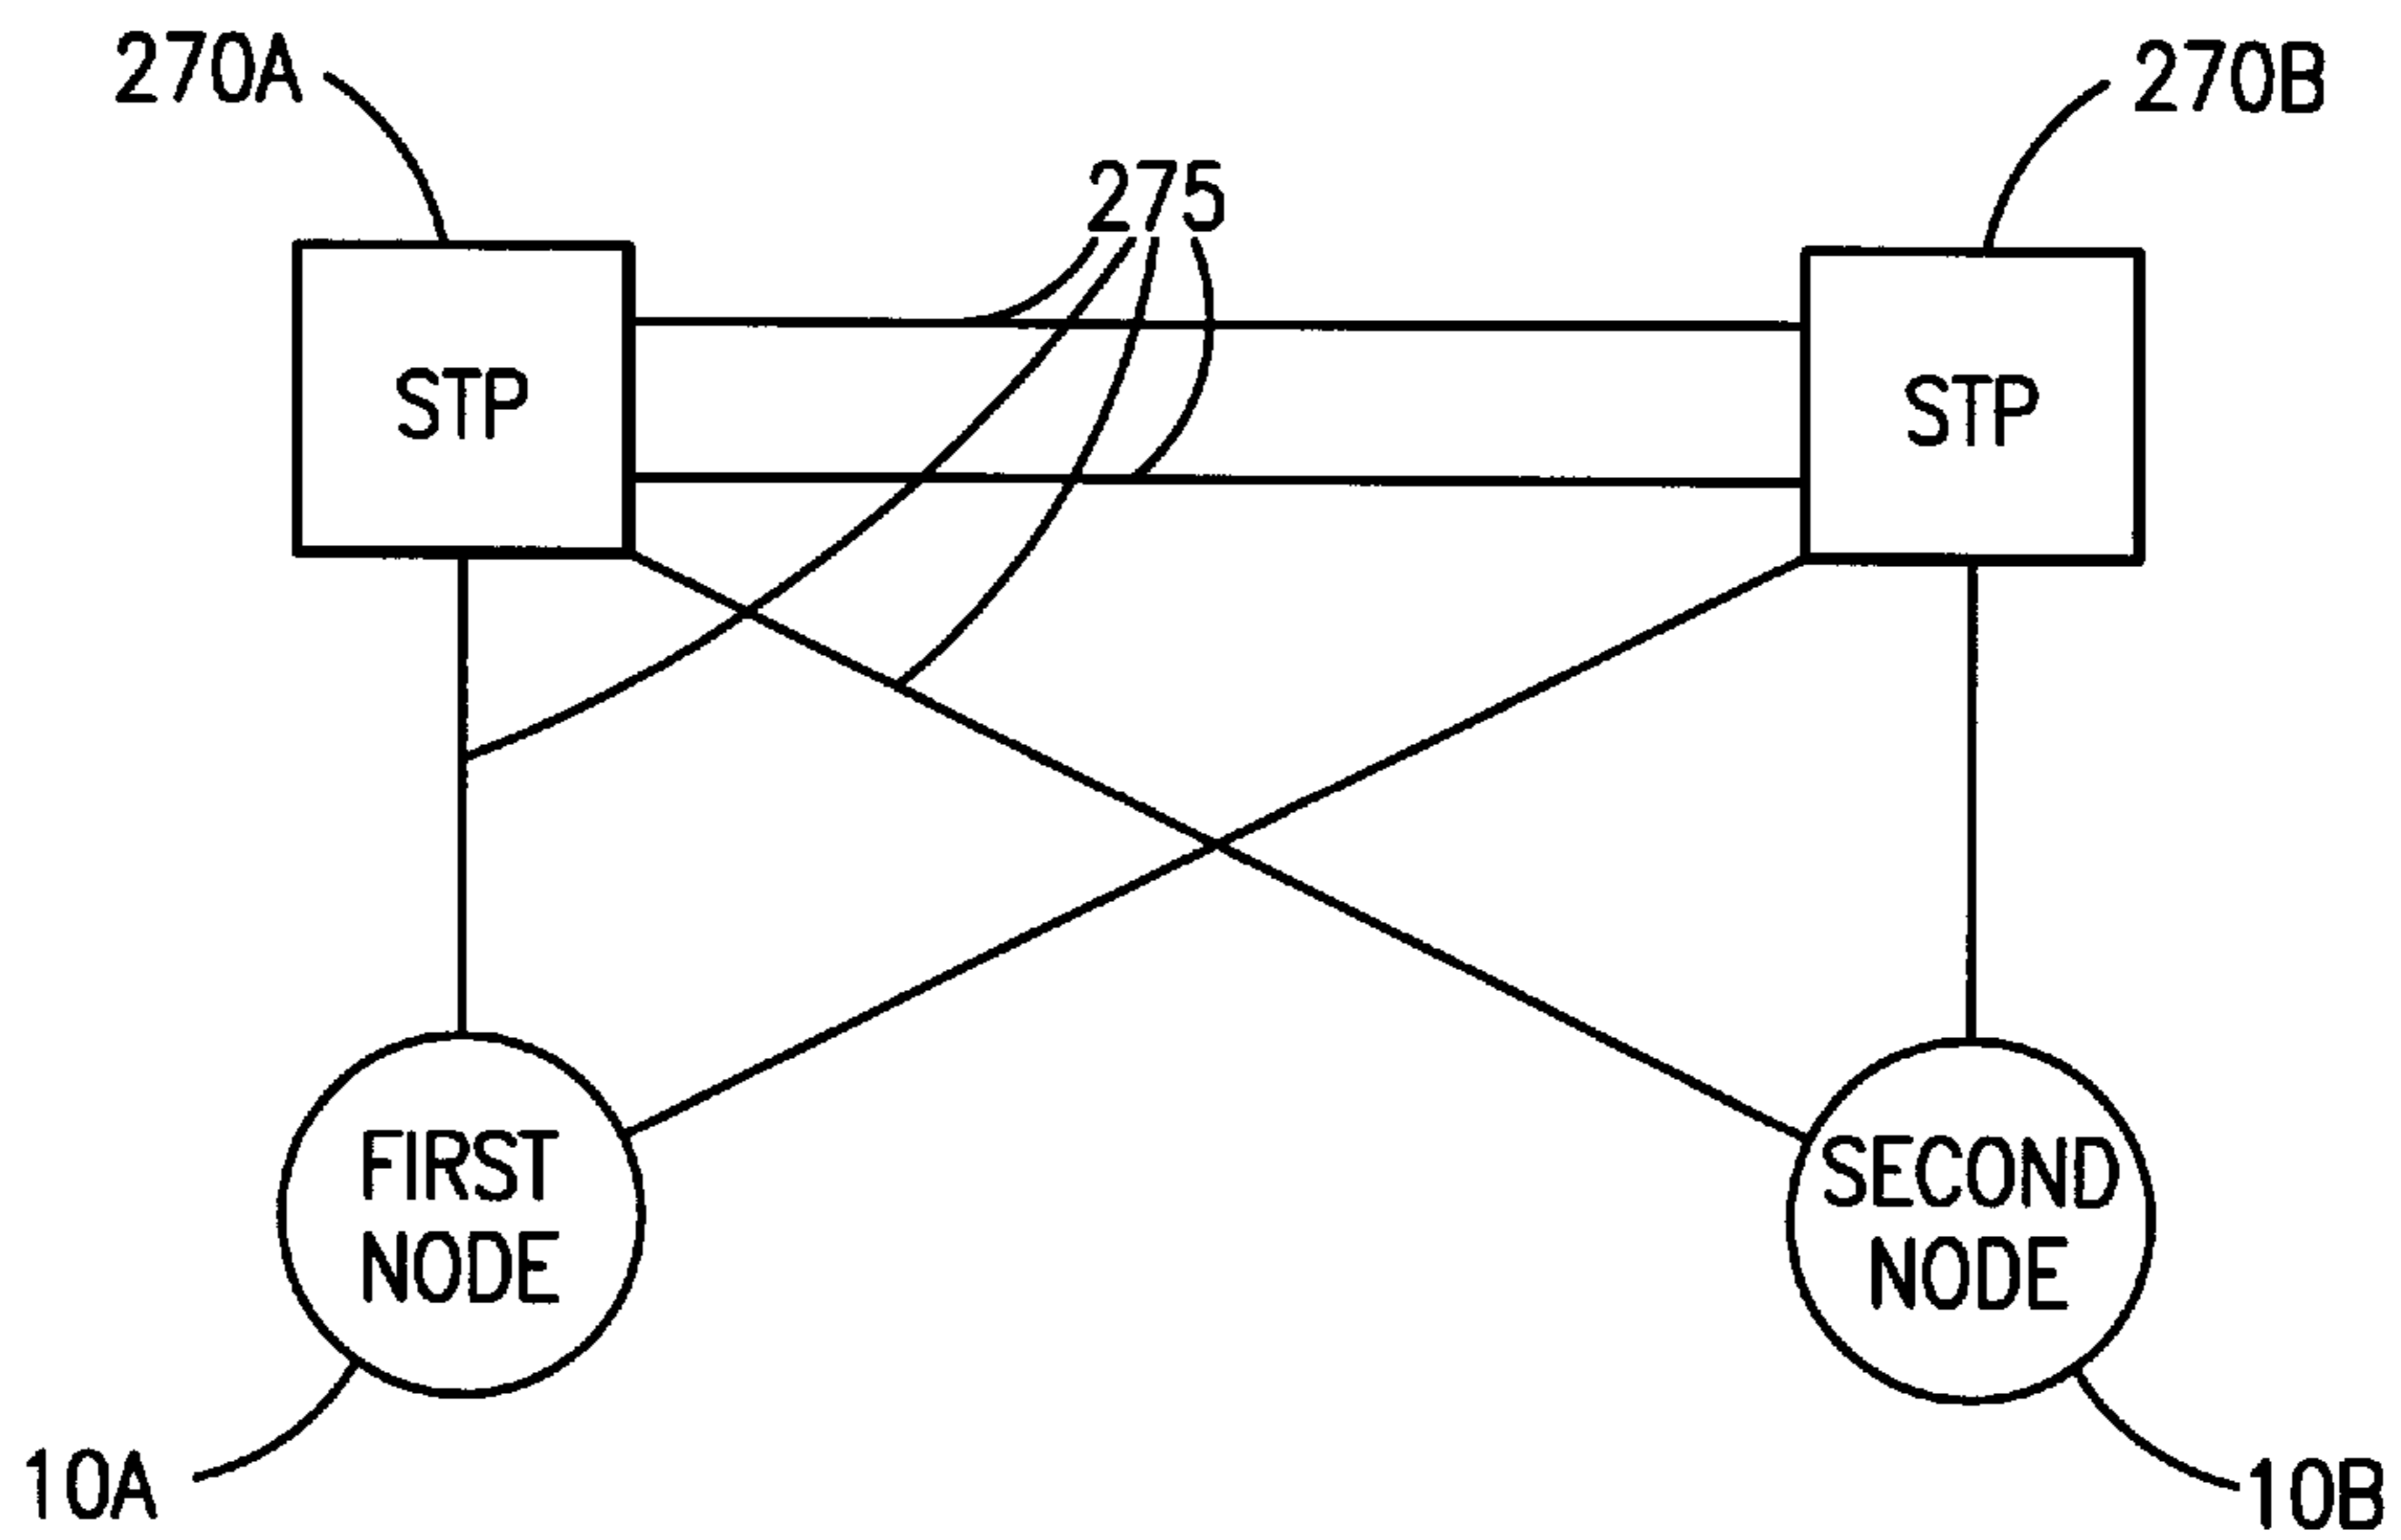 270A
270B
275
STP
STP
FIRST
NODE
SECOND
NODE
10A
10B